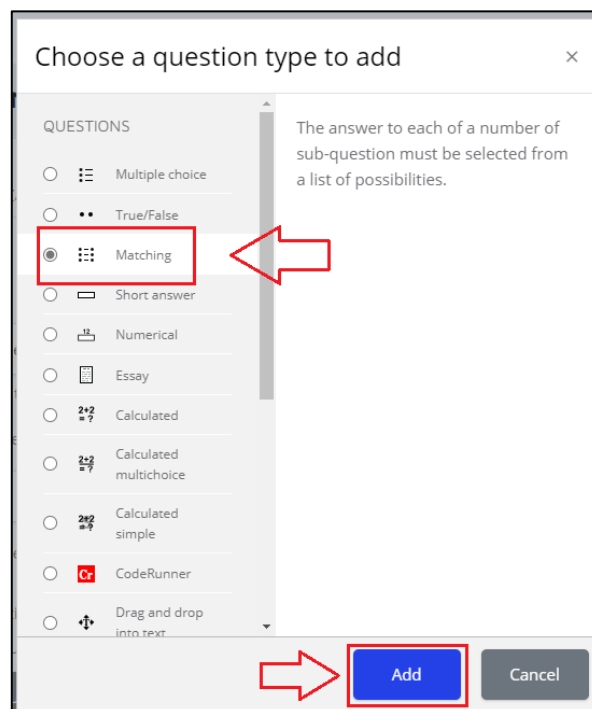 Choose a question type to add
×
QUESTIONS
Multiple choice
True/False
Matching
Short answer
12
Numerical
Essay
2+2
= ?
Calculated
2+2
= ?
Calculated
multichoice
Calculated
simple
Cr
CodeRunner
Drag and drop
into text
The answer to each of a number of
sub-question must be selected from
a list of possibilities.
Add
Cancel